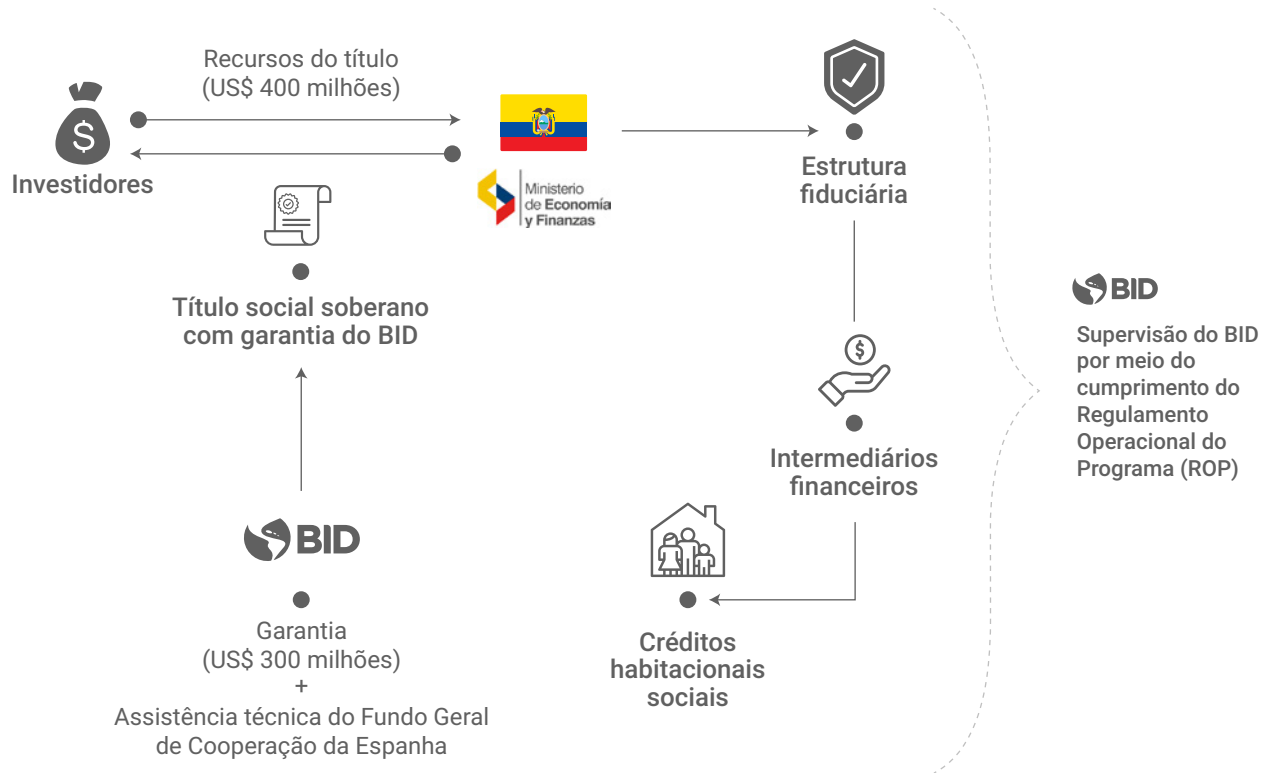 Recursos do título
(US$ 400 milhões)
$
Investidores
Ministerio
de Economía
y Finanzas
Título social soberano
com garantia do BID
BID
Garantia
(US$ 300 milhões)
+
Assistência técnica do Fundo Geral
de Cooperação da Espanha
Estrutura
fiduciária
$
Intermediários
financeiros
Créditos
habitacionais
sociais
BID
Supervisão do BID
por meio do
cumprimento do
Regulamento
Operacional do
Programa (ROP)